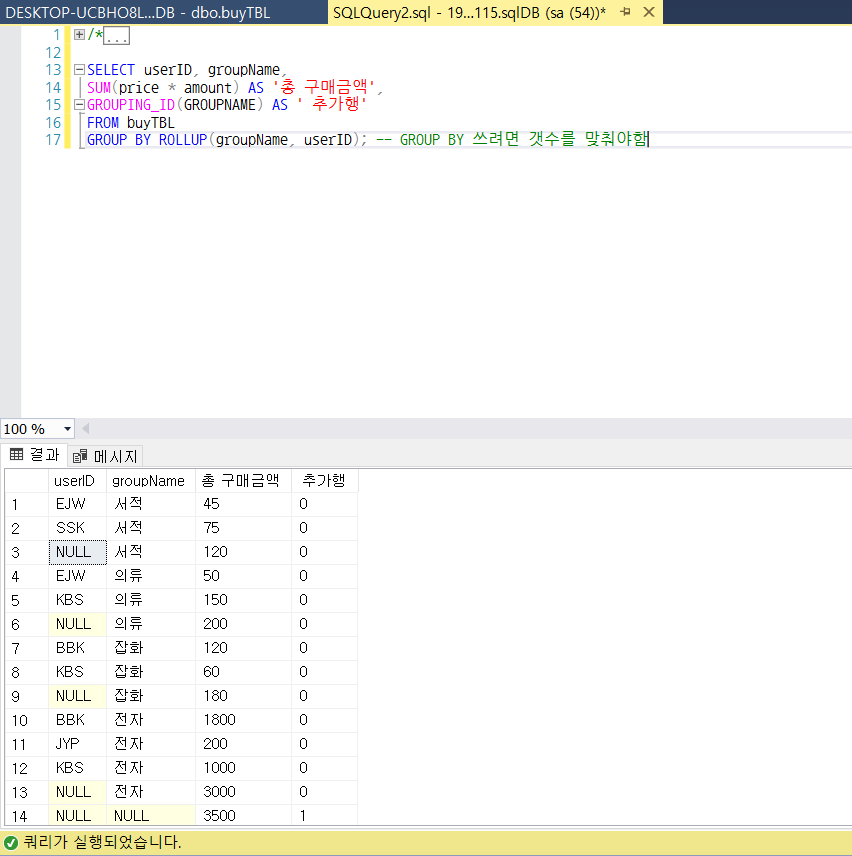 DESKTOP-UCBHO8L...DB - dbo.buyTBL SQLQuery2.sql - 19...115.sqlDB (sa (54))*
1 /*...
12
13 SELECT userID, groupName,
14 SUM(price * amount) AS '총 구매금액',
15 GROUPING_ID(GROUPNAME) AS ' 추가행'
16 FROM buyTBL
17 GROUP BY ROLLUP(groupName, userID); -- GROUP BY 쓰려면 갯수를 맞춰야함
100 %
결과 메시지
userID groupName 총 구매금액 추가행
1 EJW 서적 45 0
2 SSK 서적 75 0
3 NULL 서적 120 0
4 EJW 의류 50 0
5 KBS 의류 150 0
6 NULL 의류 200 0
7 BBK 잡화 120 0
8 KBS 잡화 60 0
9 NULL 잡화 180 0
10 BBK 전자 1800 0
11 JYP 전자 200 0
12 KBS 전자 1000 0
13 NULL 전자 3000 0
14 NULL NULL 3500 1
쿼리가 실행되었습니다.